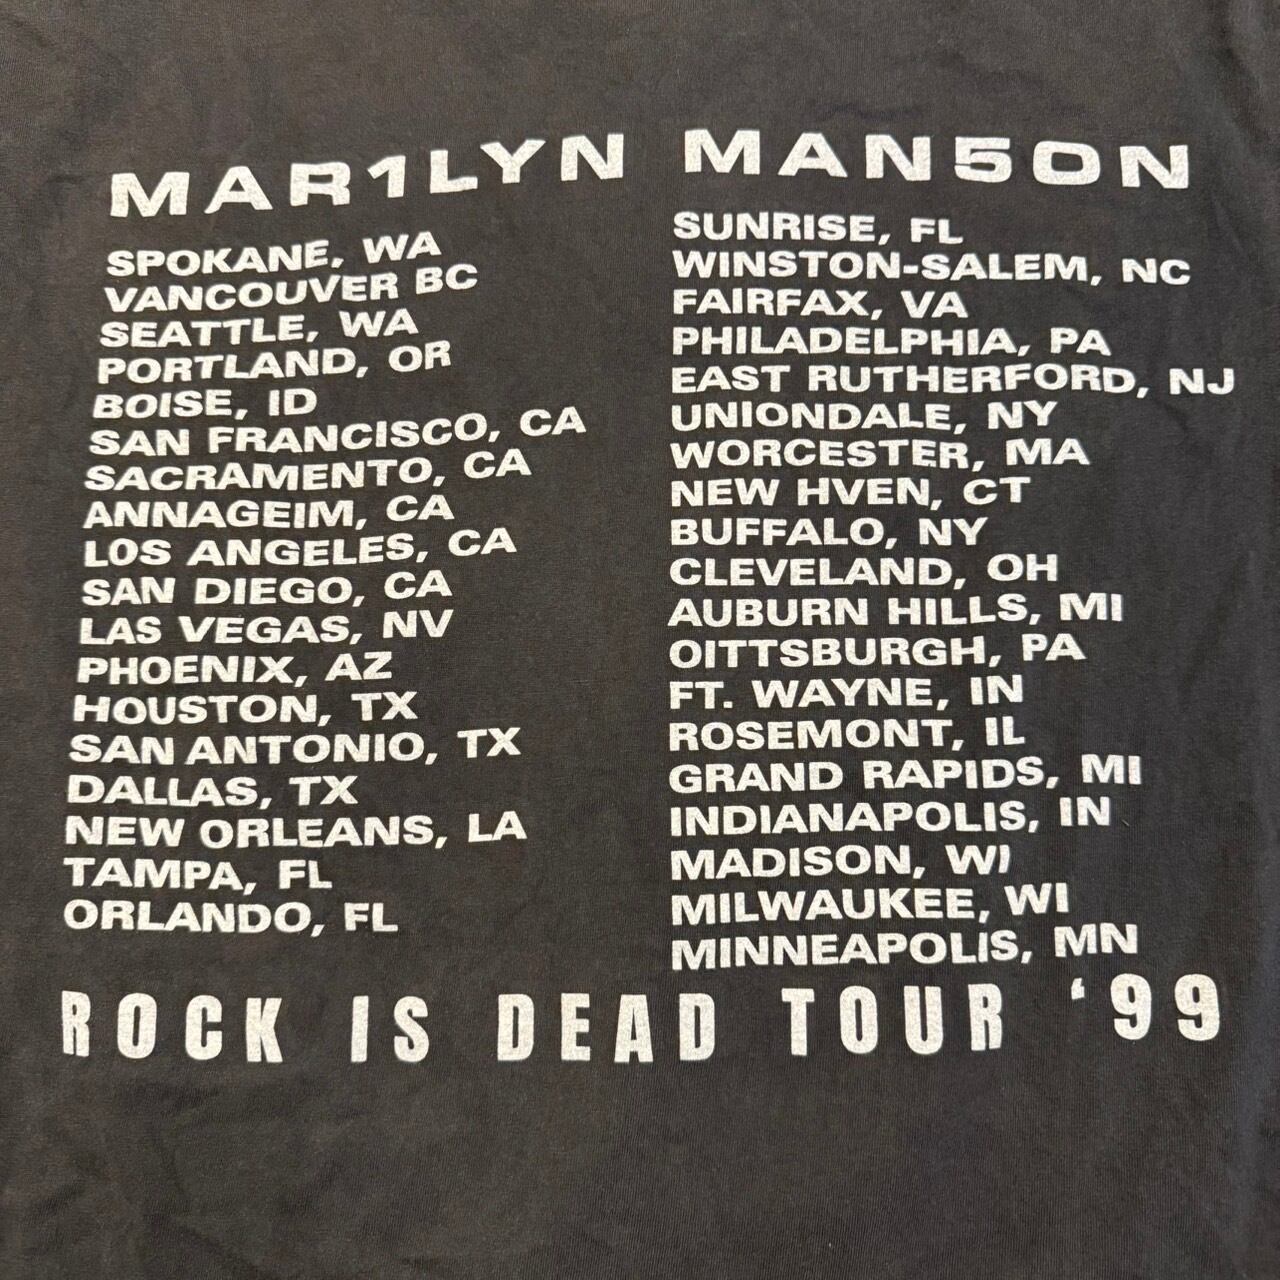 MAR1LYN MAN5ON
SPOKANE, WA
VANCOUVER BC
SEATTLE, WA
PORTLAND, OR
BOISE, ID
SAN FRANCISCO, CA
SACRAMENTO, CA
ANNAGEIM, CA
LOS ANGELES, CA
SAN DIEGO, CA
LAS VEGAS, NV
PHOENIX, AZ
HOUSTON, TX
SAN ANTONIO, TX
DALLAS, TX
NEW ORLEANS, LA
TAMPA, FL
ORLANDO, FL
SUNRISE, FL
WINSTON-SALEM, NC
FAIRFAX, VA
PHILADELPHIA, PA
EAST RUTHERFORD, NJ
UNIONDALE, NY
WORCESTER, MA
NEW HVEN, CT
BUFFALO, NY
CLEVELAND, OH
AUBURN HILLS, MI
OITTSBURGH, PA
FT. WAYNE, IN
ROSEMONT, IL
GRAND RAPIDS, MI
INDIANAPOLIS, IN
MADISON, WI
MILWAUKEE, WI
MINNEAPOLIS, MN
ROCK IS DEAD TOUR '99